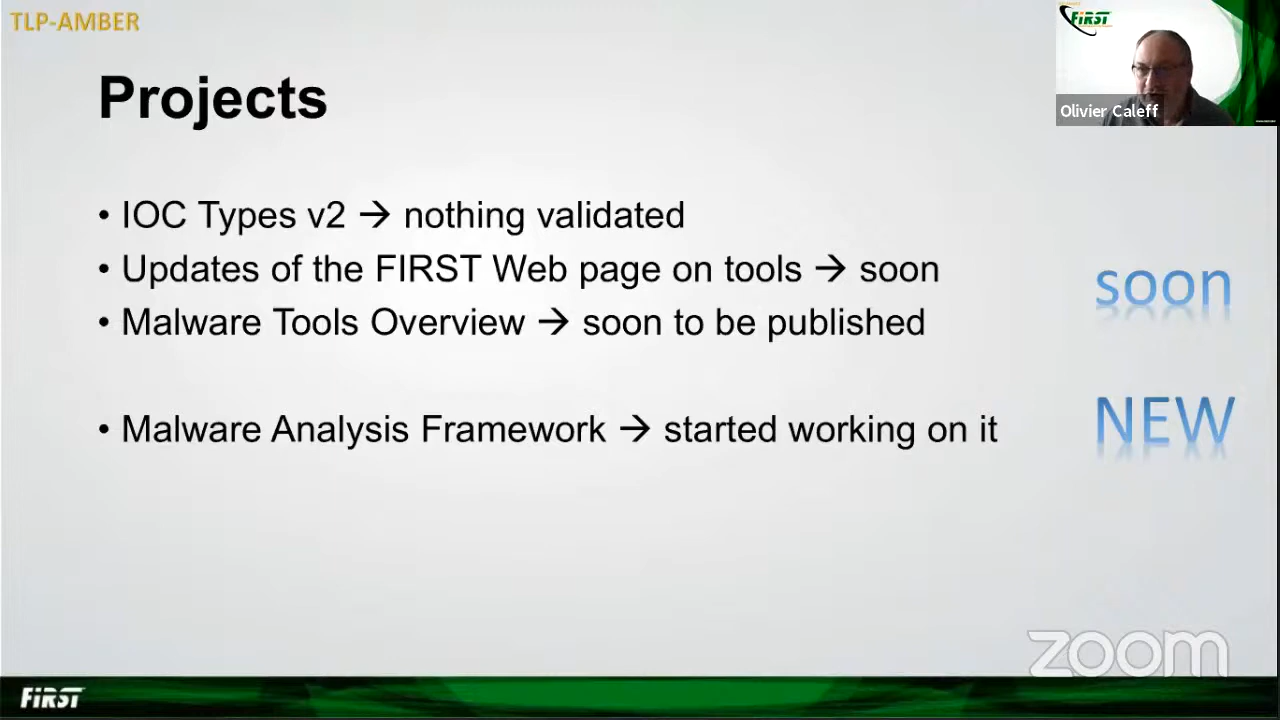 TLP-AMBER
FiRST
Olivier Caleff
Projects
• IOC Types v2 → nothing validated
• Updates of the FIRST Web page on tools → soon
soon
• Malware Tools Overview → soon to be published
NEW
• Malware Analysis Framework → started working on it
zoom
FiRST